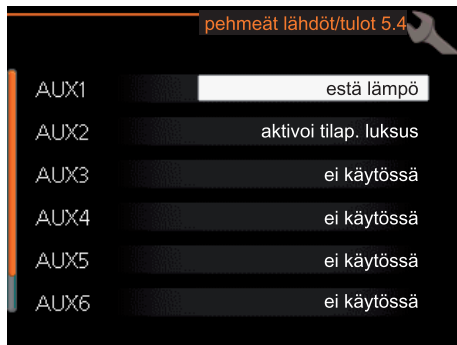 pehmeät lähdöt/tulot 5.4
AUX1 estä lämpö
AUX2 aktivoi tilap. luksus
AUX3 ei käytössä
AUX4 ei käytössä
AUX5 ei käytössä
AUX6 ei käytössä